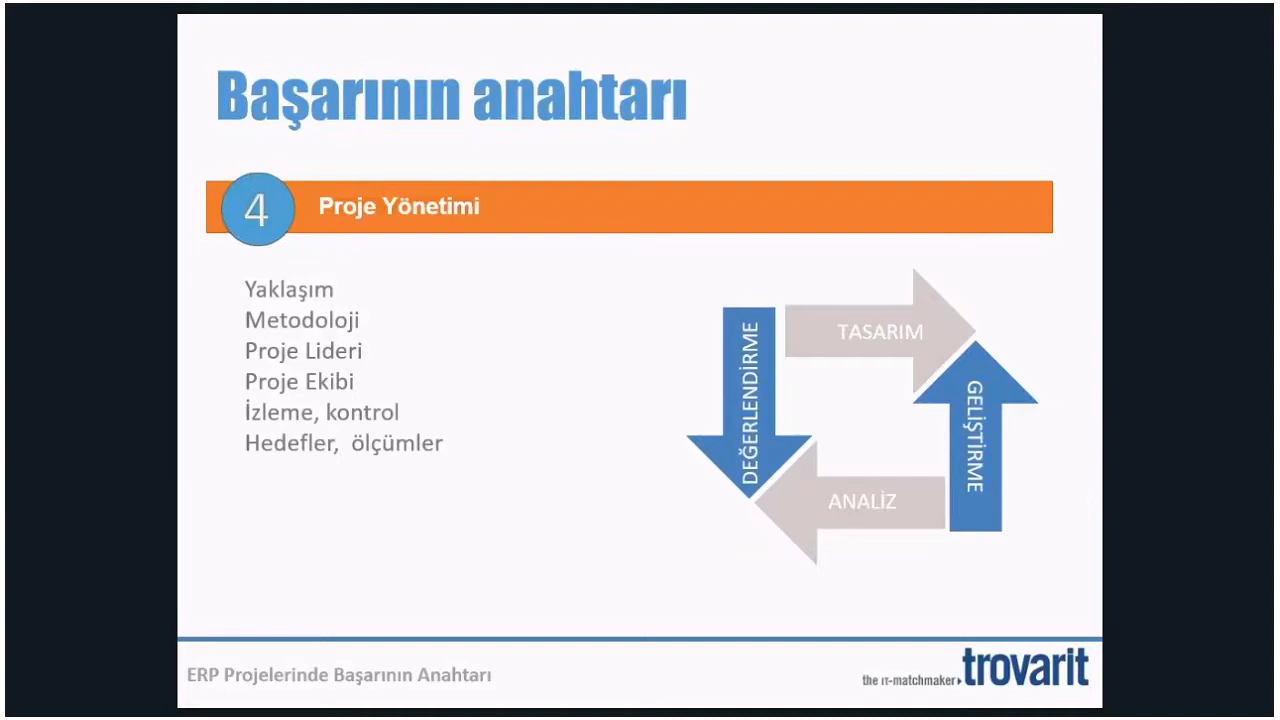 Başarının anahtarı
4
Proje Yönetimi
Yaklaşım
Metodoloji
Proje Lideri
Proje Ekibi
İzleme, kontrol
Hedefler, ölçümler
DEĞERLENDİRME
TASARIM
GELİŞTİRME
ANALİZ
ERP Projelerinde Başarının Anahtarı
the IT-matchmaker trovarit